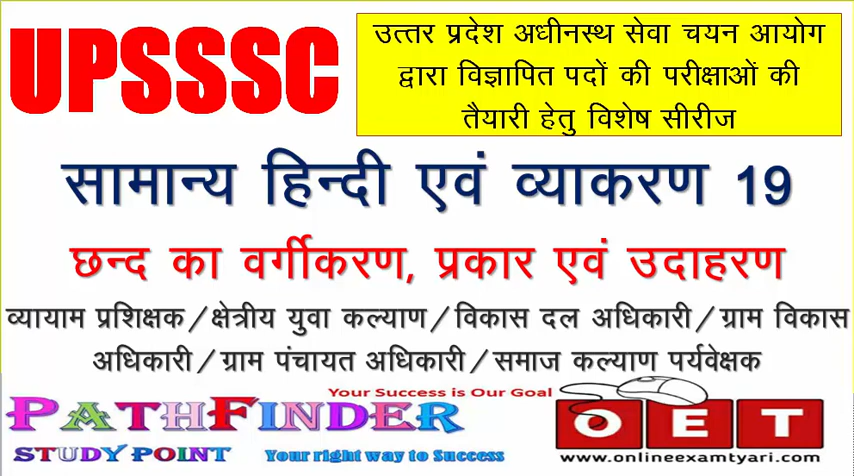 UPSSSC
उत्तर प्रदेश अधीनस्थ सेवा चयन आयोग
द्वारा विज्ञापित पदों की परीक्षाओं की
तैयारी हेतु विशेष सीरीज
सामान्य हिन्दी एवं व्याकरण 19
छन्द का वर्गीकरण, प्रकार एवं उदाहरण
व्यायाम प्रशिक्षक/क्षेत्रीय युवा कल्याण/विकास दल अधिकारी/ग्राम विकास
अधिकारी/ग्राम पंचायत अधिकारी/समाज कल्याण पर्यवेक्षक
Your Success is Our Goal
PATHFINDER
STUDY POINT Your right way to Success
OET
www.onlineexamtyari.com